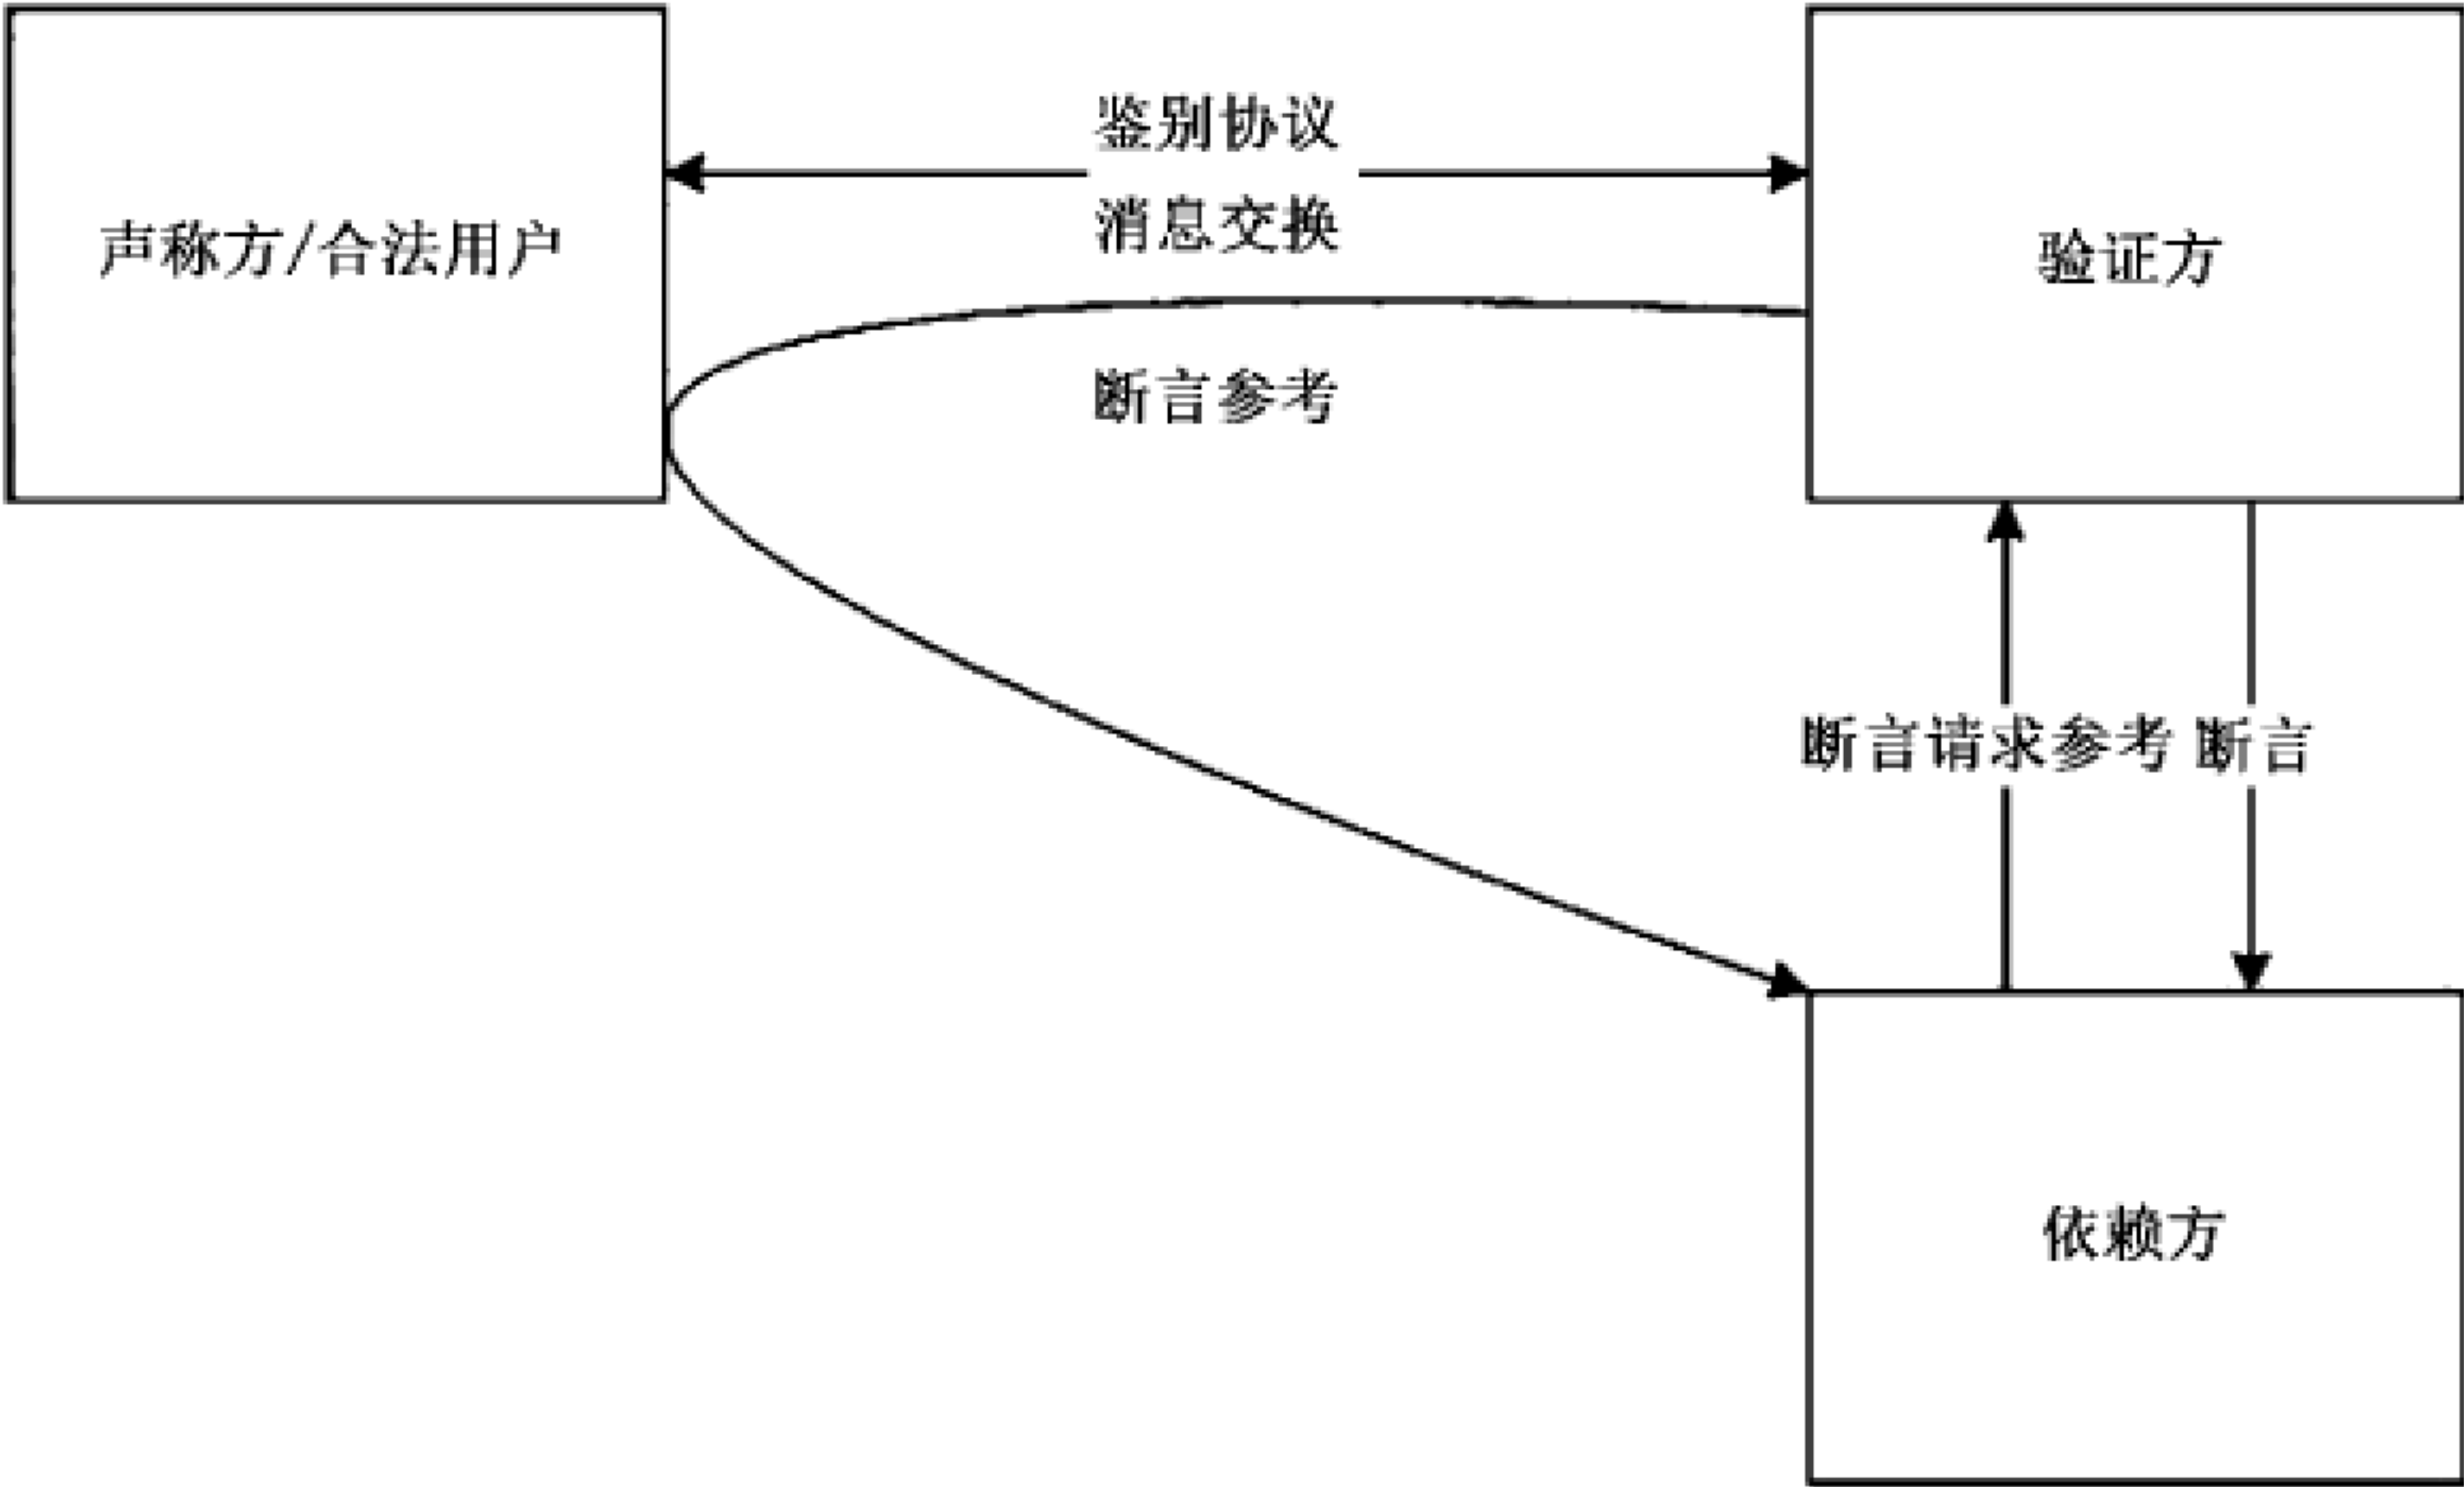 声称方/合法用户
鉴别协议
消息交换
验证方
断言参考
断言请求参考
断言
依赖方